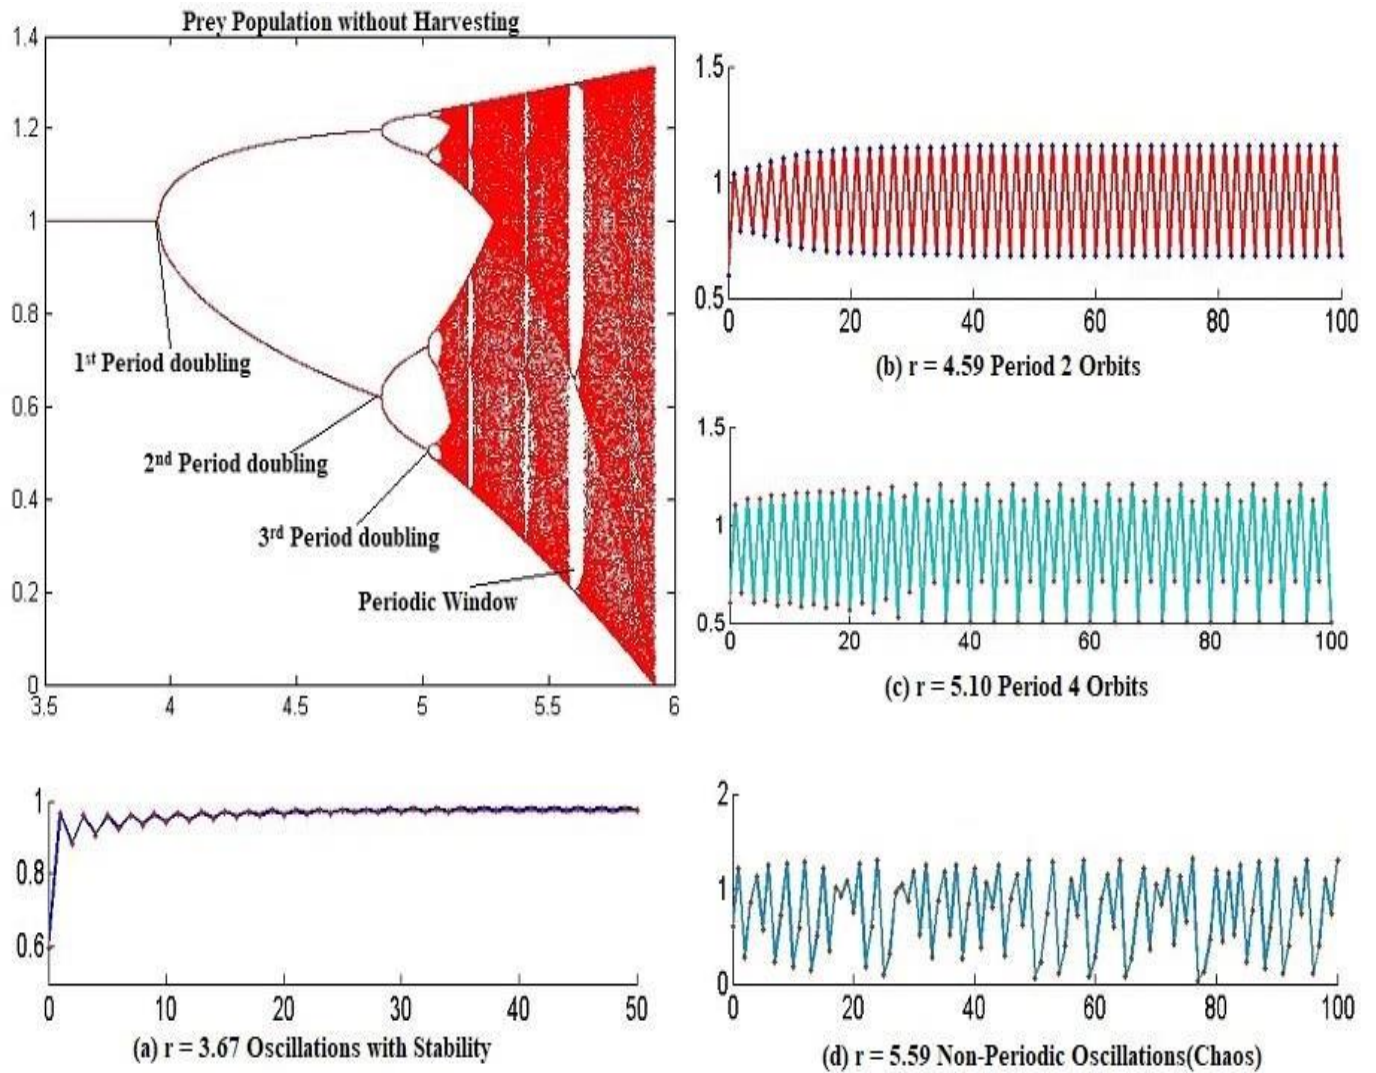 Prey Population without Harvesting
1.4
1.2
1
0.8
0.6
0.4
0.2
0
3.5 4 4.5 5 5.5 6
1st Period doubling
2nd Period doubling
3rd Period doubling
Periodic Window
1.5
1
0.5
0 20 40 60 80 100
(b) r = 4.59 Period 2 Orbits
1.5
1
0.5
0 20 40 60 80 100
(c) r = 5.10 Period 4 Orbits
1
0.8
0.6
0 10 20 30 40 50
(a) r = 3.67 Oscillations with Stability
2
1
0
0 20 40 60 80 100
(d) r = 5.59 Non-Periodic Oscillations(Chaos)